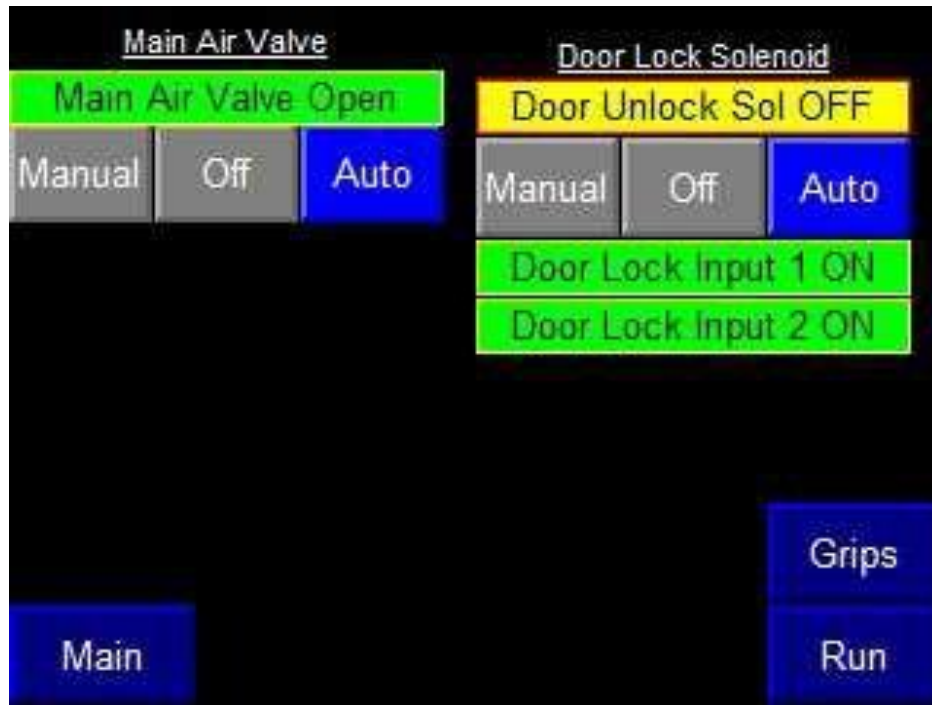 Main Air Valve
Main Air Valve Open
Manual Off Auto
Door Lock Solenoid
Door Unlock Sol OFF
Manual Off Auto
Door Lock Input 1 ON
Door Lock Input 2 ON
Grips
Main
Run